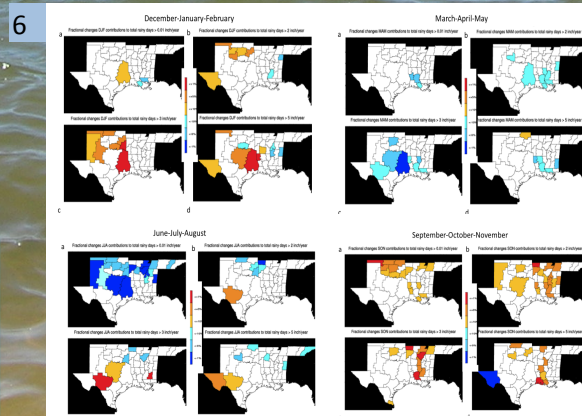 6
December-January-February
March-April-May
a
b
a
b
Fractional changes DJF contributions to total rainy days > 0.01 inch/year
Fractional changes DJF contributions to total rainy days > 2 inch/year
Fractional changes MAM contributions to total rainy days > 0.01 inch/year
Fractional changes MAM contributions to total rainy days > 2 inch/year
Fractional changes DJF contributions to total rainy days > 3 inch/year
Fractional changes DJF contributions to total rainy days > 5 inch/year
Fractional changes MAM contributions to total rainy days > 3 inch/year
Fractional changes MAM contributions to total rainy days > 5 inch/year
c
d
c
d
June-July-August
September-October-November
a
b
a
b
Fractional changes JJA contributions to total rainy days > 0.01 inch/year
Fractional changes JJA contributions to total rainy days > 2 inch/year
Fractional changes SON contributions to total rainy days > 0.01 inch/year
Fractional changes SON contributions to total rainy days > 2 inch/year
Fractional changes JJA contributions to total rainy days > 3 inch/year
Fractional changes JJA contributions to total rainy days > 5 inch/year
Fractional changes SON contributions to total rainy days > 3 inch/year
Fractional changes SON contributions to total rainy days > 5 inch/year